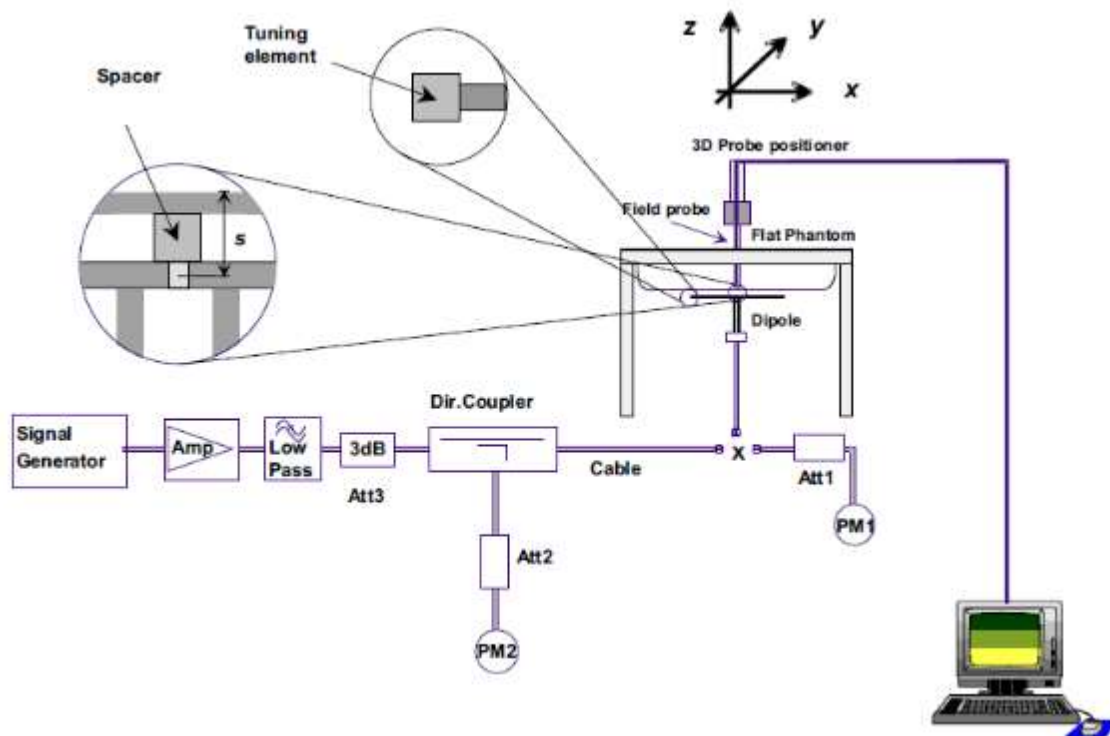 Tuning
element
Spacer
s
z
y
x
3D Probe positioner
Field probe
Flat Phantom
Dipole
Dir.Coupler
Signal
Generator
Amp
Low
Pass
3dB
Att3
Cable
X
Att1
PM1
Att2
PM2